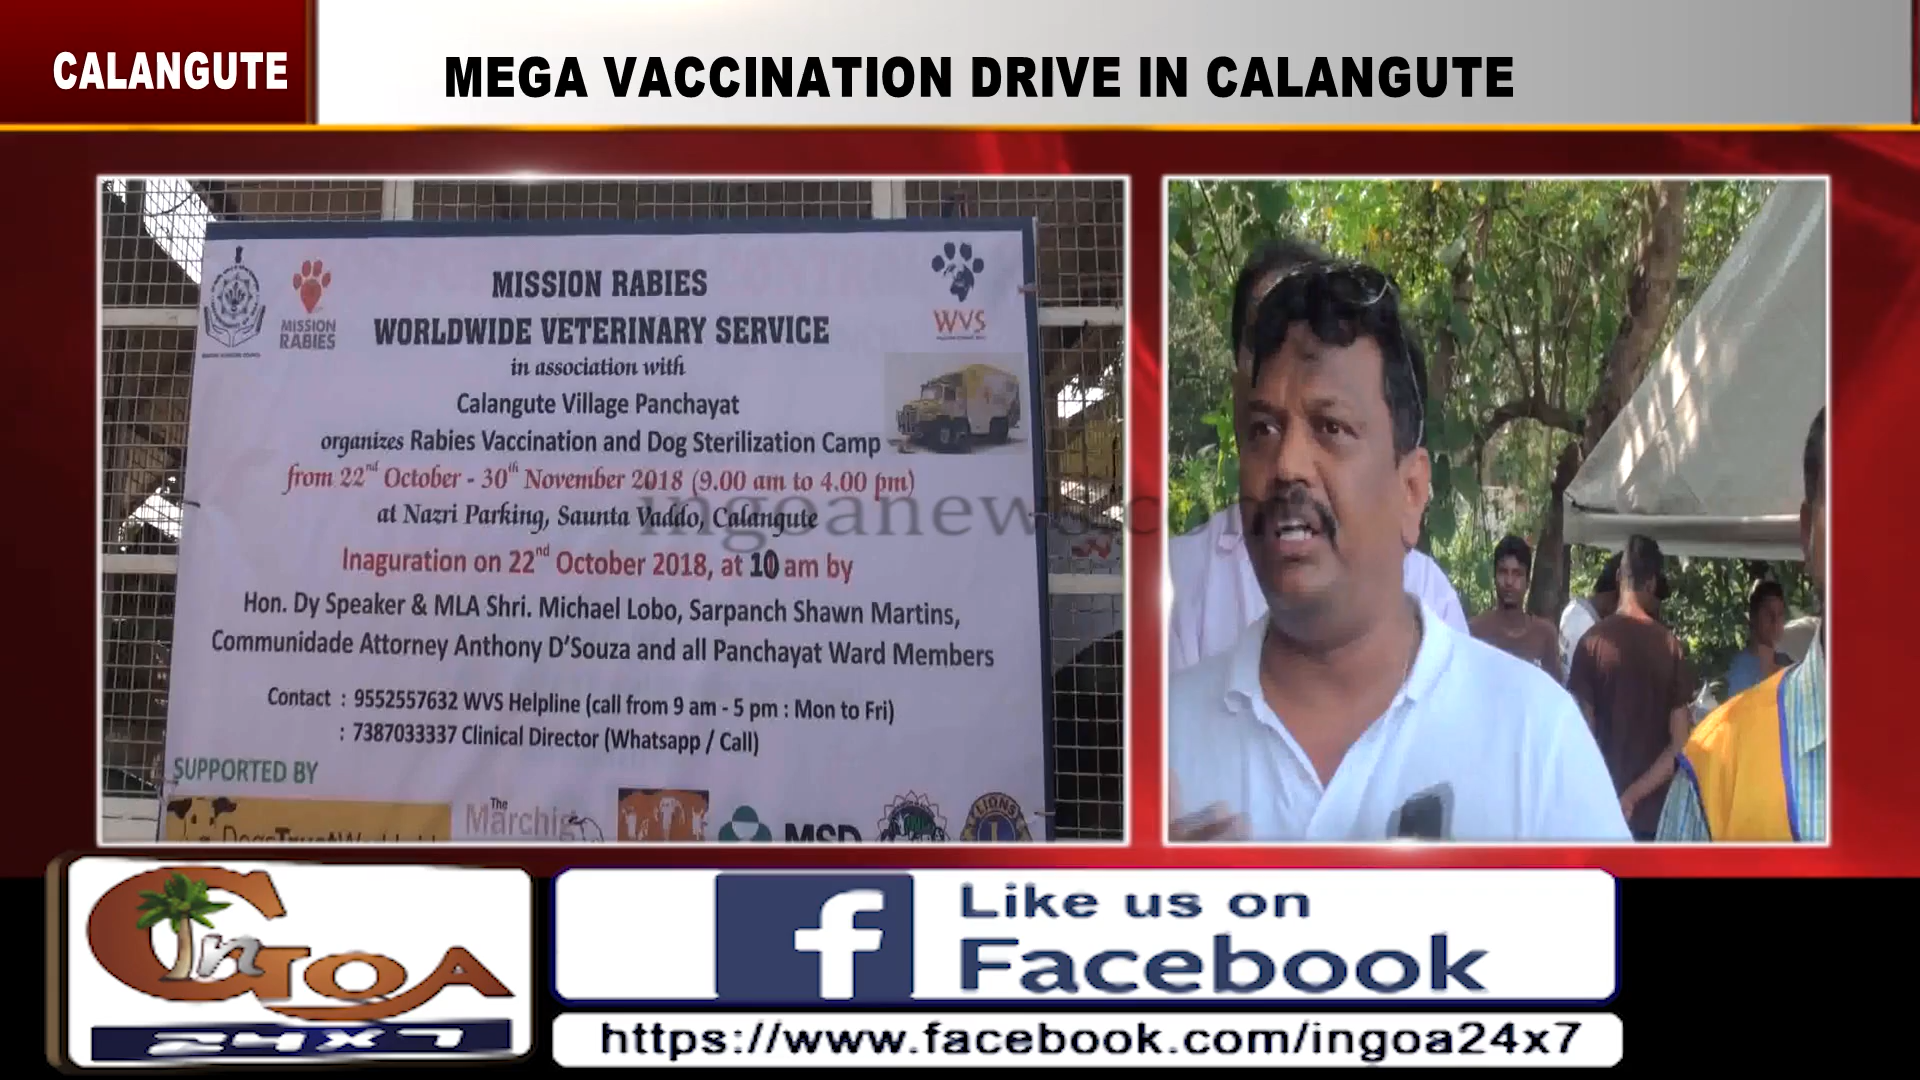 CALANGUTE
MEGA VACCINATION DRIVE IN CALANGUTE
MISSION RABIES
WORLDWIDE VETERINARY SERVICE
MISSION
RABIES
WVS
in association with
Calangute Village Panchayat
organizes Rabies Vaccination and Dog Sterilization Camp
from 22nd October - 30th November 2018 (9.00 am to 4.00 pm)
at Nazri Parking, Saunta Vaddo, Calangute
ingoanews.com
Inaguration on 22nd October 2018, at 10 am by
Hon. Dy Speaker & MLA Shri. Michael Lobo, Sarpanch Shawn Martins,
Communidade Attorney Anthony D'Souza and all Panchayat Ward Members
Contact : 9552557632 WVS Helpline (call from 9 am - 5 pm : Mon to Fri)
: 7387033337 Clinical Director (Whatsapp / Call)
SUPPORTED BY
The
Marchig
MSD
LIONS
L
InGOA
24x7
f
Like us on
Facebook
https://www.facebook.com/ingoa24x7